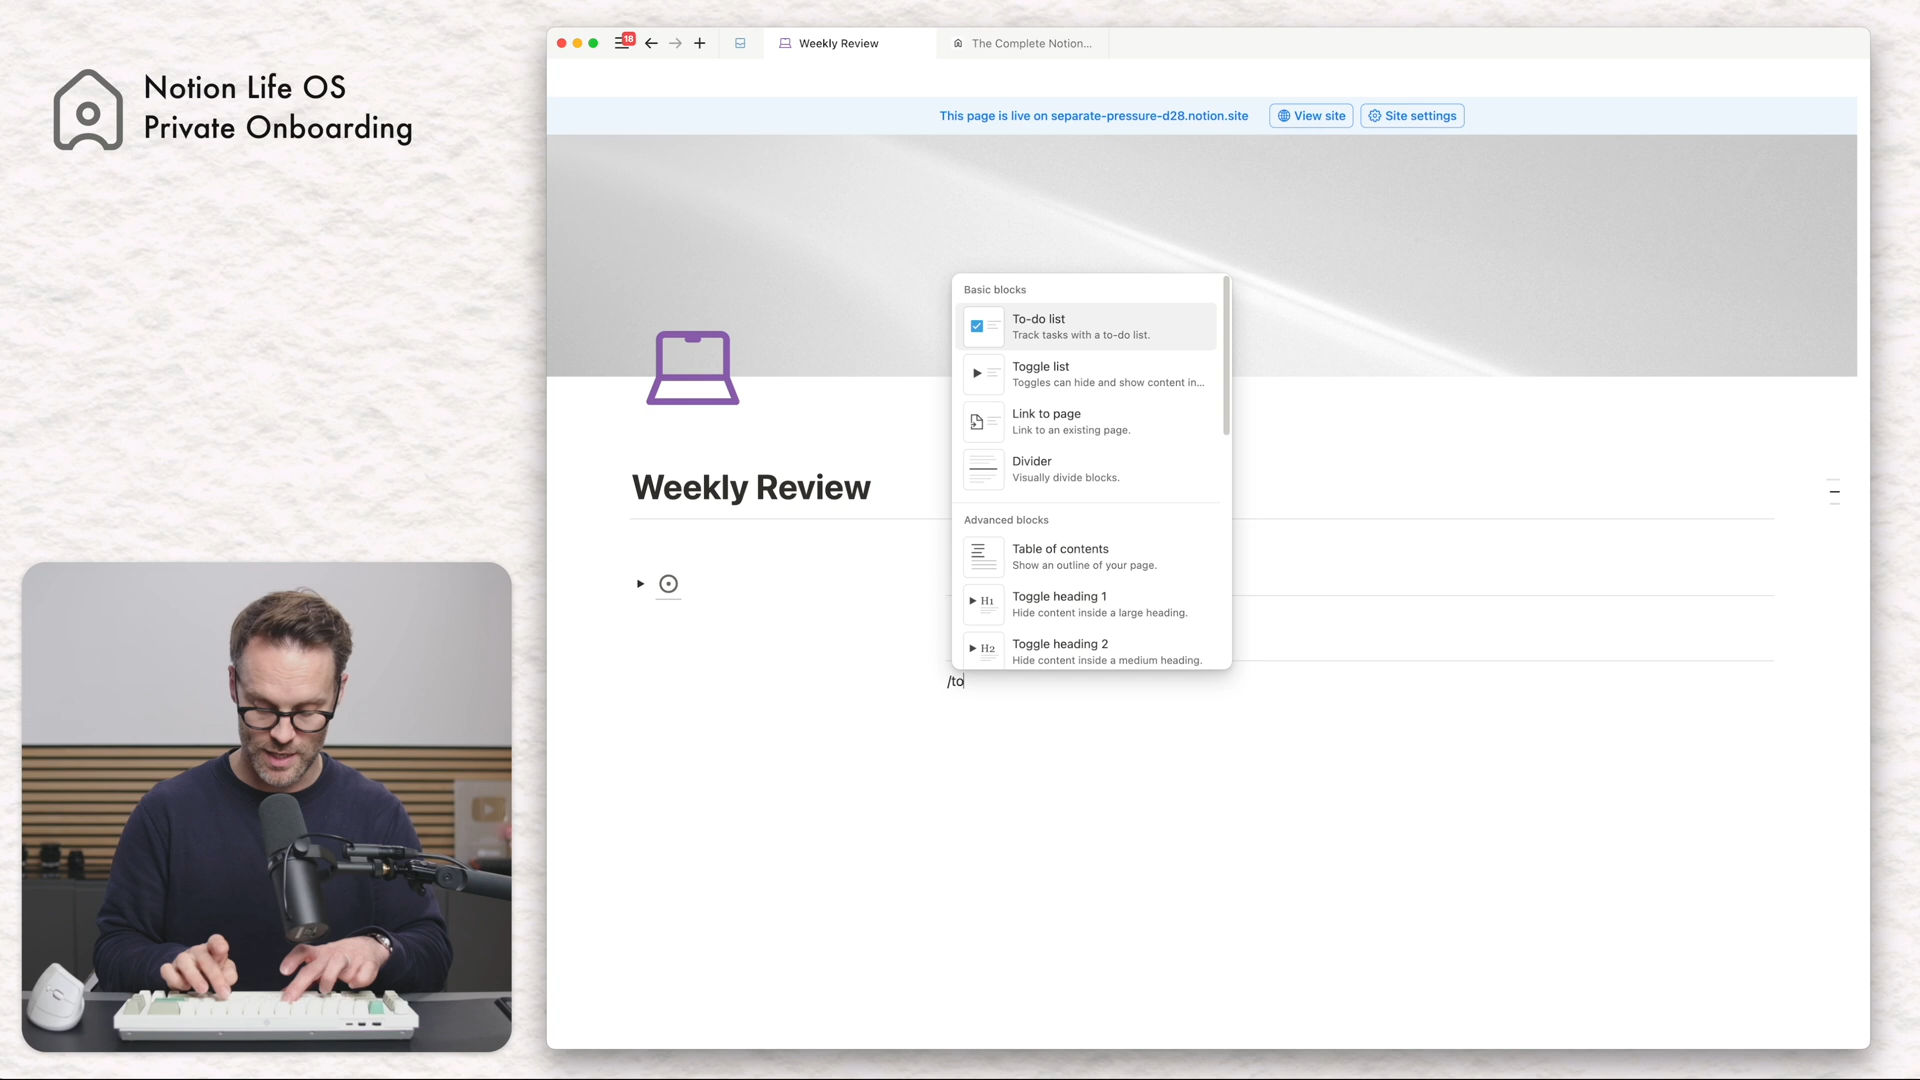 Notion Life OS
Private Onboarding
18
Weekly Review
The Complete Notion...
This page is live on separate-pressure-d28.notion.site
View site
Site settings
Basic blocks
To-do list
Track tasks with a to-do list.
Toggle list
Toggles can hide and show content in...
Link to page
Link to an existing page.
Divider
Visually divide blocks.
Advanced blocks
Table of contents
Show an outline of your page.
H1
Toggle heading 1
Hide content inside a large heading.
H2
Toggle heading 2
Hide content inside a medium heading.
Weekly Review
/to